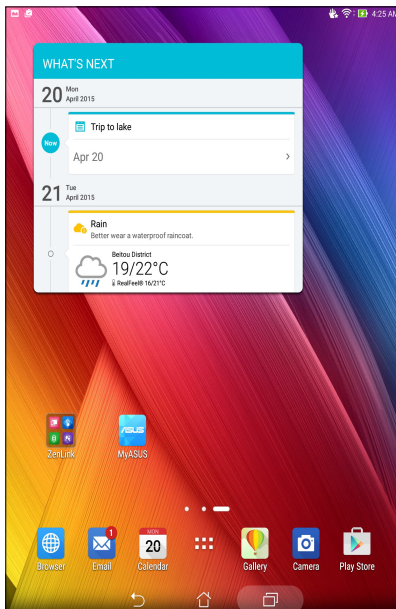 4:25 AM
WHAT'S NEXT
20 Mon
April 2015
Trip to lake
Now
Apr 20
21 Tue
April 2015
Rain
Better wear a waterproof raincoat.
Beitou District
19/22°C
RealFeel® 16/21°C
ASUS
ZenLink
MyASUS
1
MON
20
Browser
Email
Calendar
Gallery
Camera
Play Store